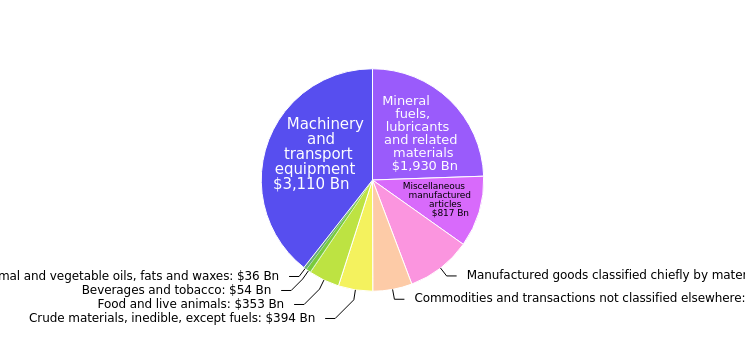 Mineral
fuels,
lubricants
and related
materials
$1,930 Bn
Machinery
and
transport
equipment
$3,110 Bn
Miscellaneous
manufactured
articles
$817 Bn
and vegetable oils, fats and waxes: $36 Bn
Beverages and tobacco: $54 Bn
Food and live animals: $353 Bn
Crude materials, inedible, except fuels: $394 Bn
Manufactured goods classified chiefly by
Commodities and transactions not classified elsewhere: